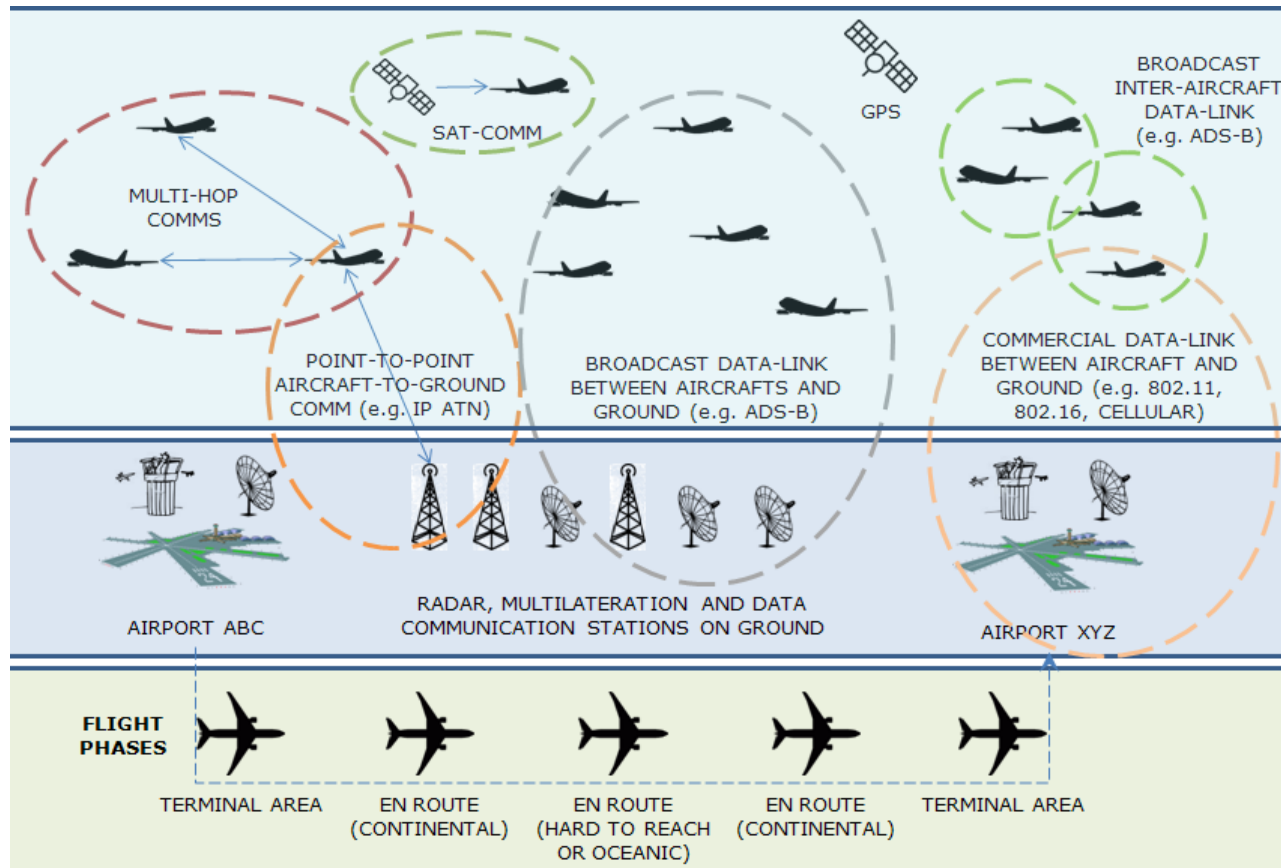 BROADCAST
INTER-AIRCRAFT
DATA-LINK
(e.g. ADS-B)
GPS
SAT-COMM
MULTI-HOP
COMMS
POINT-TO-POINT
AIRCRAFT-TO-GROUND
COMM (e.g. IP ATN)
BROADCAST DATA-LINK
BETWEEN AIRCRAFTS AND
GROUND (e.g. ADS-B)
COMMERCIAL DATA-LINK
BETWEEN AIRCRAFT AND
GROUND (e.g. 802.11,
802.16, CELLULAR)
AIRPORT ABC
RADAR, MULTILATERATION AND DATA
COMMUNICATION STATIONS ON GROUND
AIRPORT XYZ
FLIGHT
PHASES
TERMINAL AREA
EN ROUTE
(CONTINENTAL)
EN ROUTE
(HARD TO REACH
OR OCEANIC)
EN ROUTE
(CONTINENTAL)
TERMINAL AREA